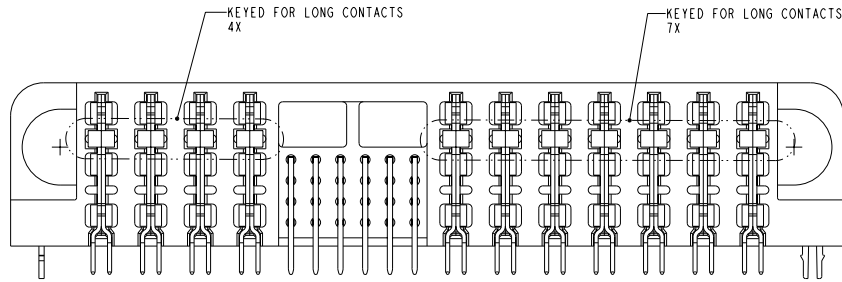 KEYED FOR LONG CONTACTS
4X
KEYED FOR LONG CONTACTS
7X